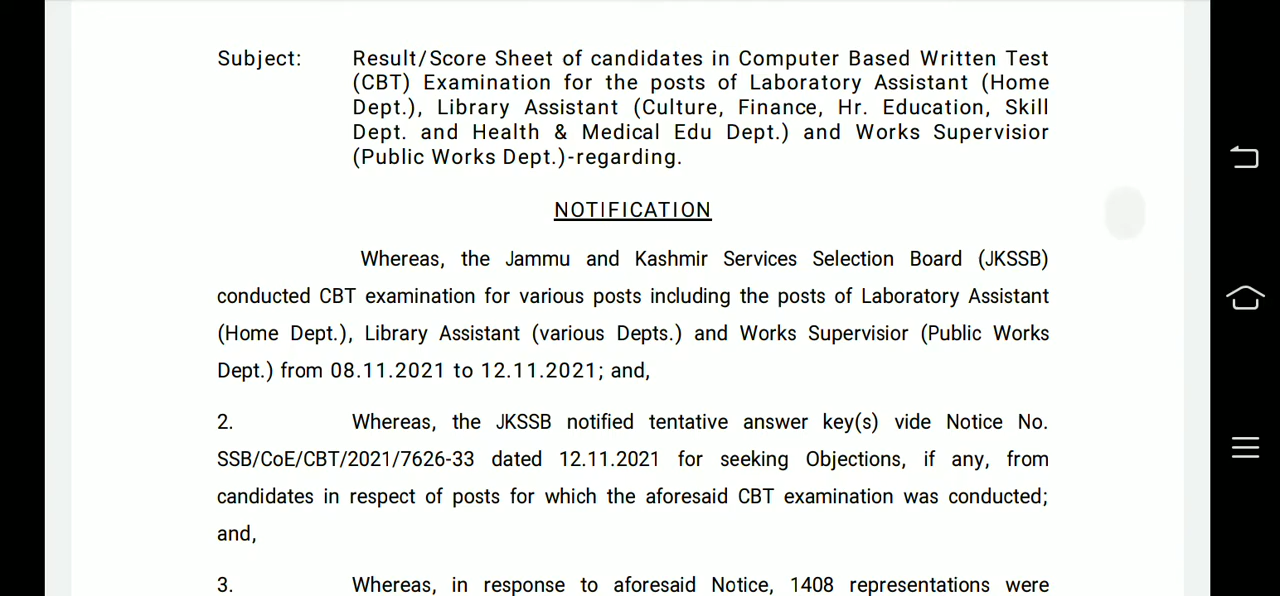 Subject: Result/Score Sheet of candidates in Computer Based Written Test
(CBT) Examination for the posts of Laboratory Assistant (Home
Dept.), Library Assistant (Culture, Finance, Hr. Education, Skill
Dept. and Health & Medical Edu Dept.) and Works Supervisior
(Public Works Dept.)-regarding.
NOTIFICATION
Whereas, the Jammu and Kashmir Services Selection Board (JKSSB)
conducted CBT examination for various posts including the posts of Laboratory Assistant
(Home Dept.), Library Assistant (various Depts.) and Works Supervisior (Public Works
Dept.) from 08.11.2021 to 12.11.2021; and,
2. Whereas, the JKSSB notified tentative answer key(s) vide Notice No.
SSB/CoE/CBT/2021/7626-33 dated 12.11.2021 for seeking Objections, if any, from
candidates in respect of posts for which the aforesaid CBT examination was conducted;
and,
3. Whereas, in response to aforesaid Notice, 1408 representations were